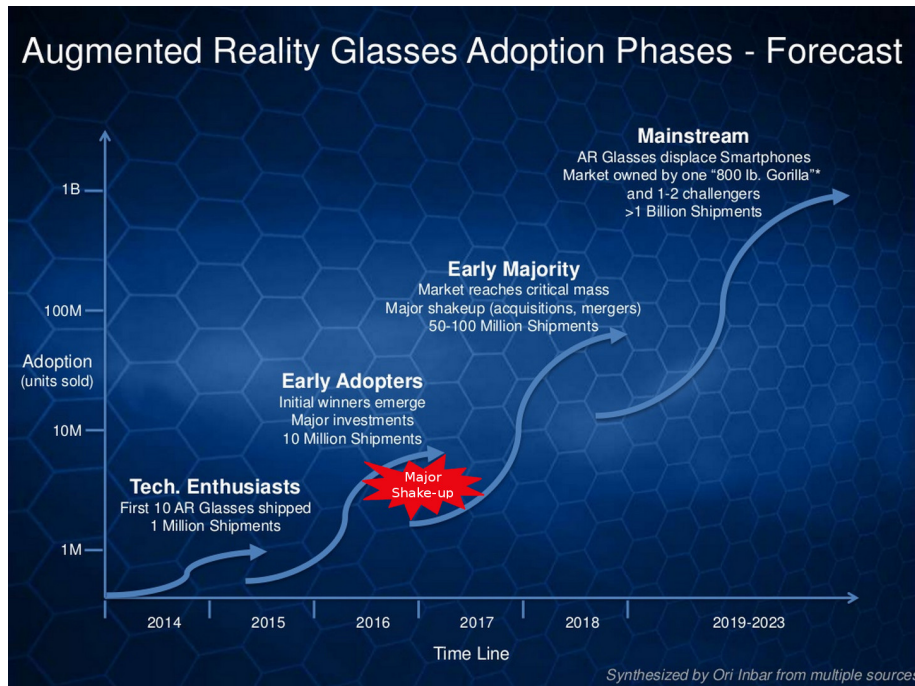 Augmented Reality Glasses Adoption Phases - Forecast
Mainstream
AR Glasses displace Smartphones
Market owned by one “800 lb. Gorilla”*
and 1-2 challengers
>1 Billion Shipments
1B
Early Majority
Market reaches critical mass
Major shakeup (acquisitions, mergers)
50-100 Million Shipments
100M
Adoption
(units sold)
Early Adopters
Initial winners emerge
Major investments
10 Million Shipments
10M
Major
Shake-up
Tech. Enthusiasts
First 10 AR Glasses shipped
1 Million Shipments
1M
2014 2015 2016 2017 2018 2019-2023
Time Line
Synthesized by Ori Inbar from multiple sources